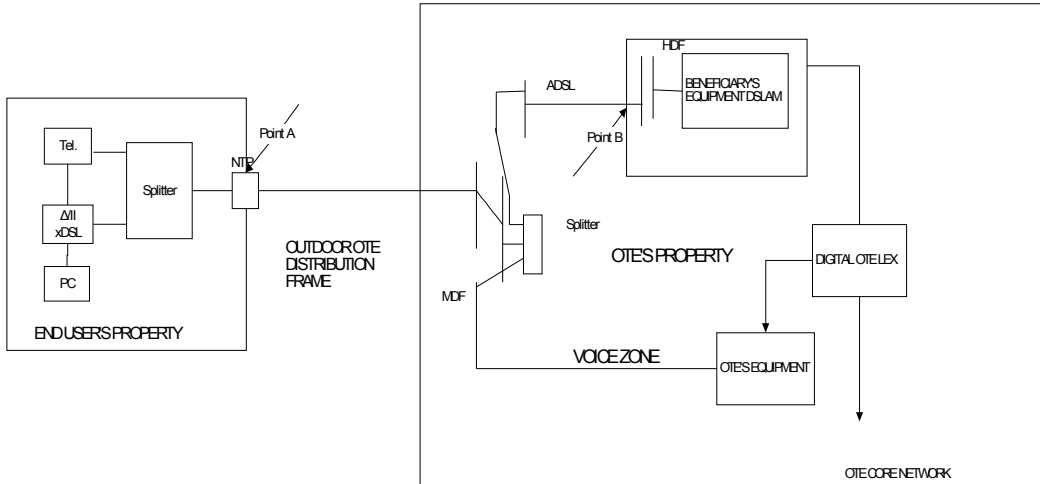 HDF
ADSL
BENEFICIARY'S
EQUIPMENT DSLAM
Point A
Point B
Tel.
NTP
Splitter
Δ/ΙΙ
xDSL
Splitter
OUTDOOR OTE
DISTRIBUTION
FRAME
OTE'S PROPERTY
DIGITAL OTE LEX
PC
MDF
END USER'S PROPERTY
VOICE ZONE
OTE'S EQUIPMENT
OTE CORE NETWORK